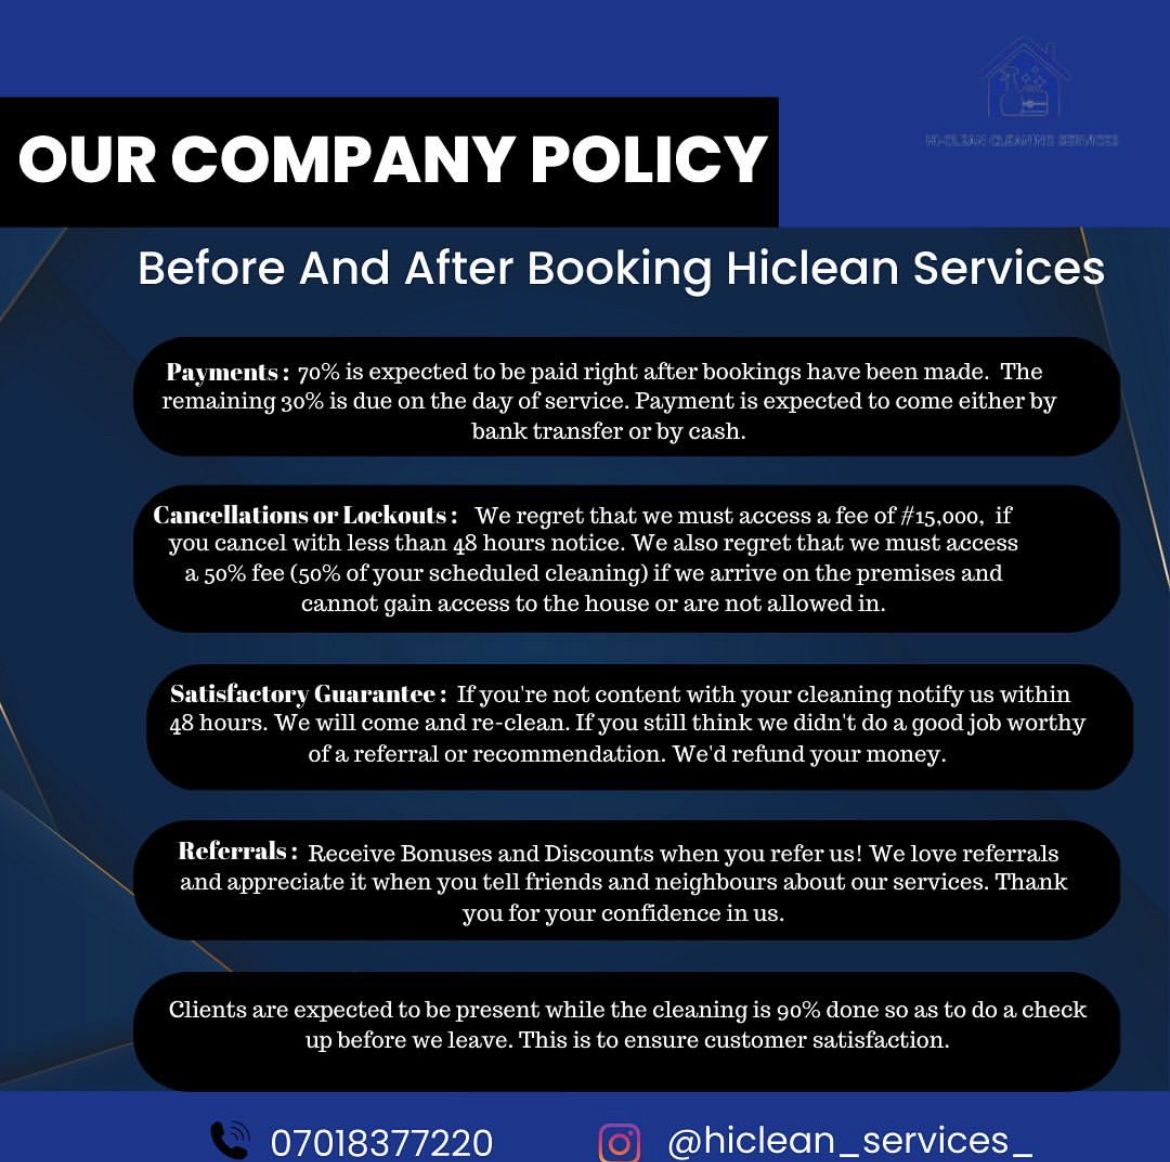 HI-CLEAN CLEANING SERVICES
OUR COMPANY POLICY
Before And After Booking Hiclean Services
Payments : 70% is expected to be paid right after bookings have been made. The
remaining 30% is due on the day of service. Payment is expected to come either by
bank transfer or by cash.
Cancellations or Lockouts : We regret that we must access a fee of #15,000, if
you cancel with less than 48 hours notice. We also regret that we must access
a 50% fee (50% of your scheduled cleaning) if we arrive on the premises and
cannot gain access to the house or are not allowed in.
Satisfactory Guarantee : If you're not content with your cleaning notify us within
48 hours. We will come and re-clean. If you still think we didn't do a good job worthy
of a referral or recommendation. We'd refund your money.
Referrals : Receive Bonuses and Discounts when you refer us! We love referrals
and appreciate it when you tell friends and neighbours about our services. Thank
you for your confidence in us.
Clients are expected to be present while the cleaning is 90% done so as to do a check
up before we leave. This is to ensure customer satisfaction.
07018377220
@hiclean_services_